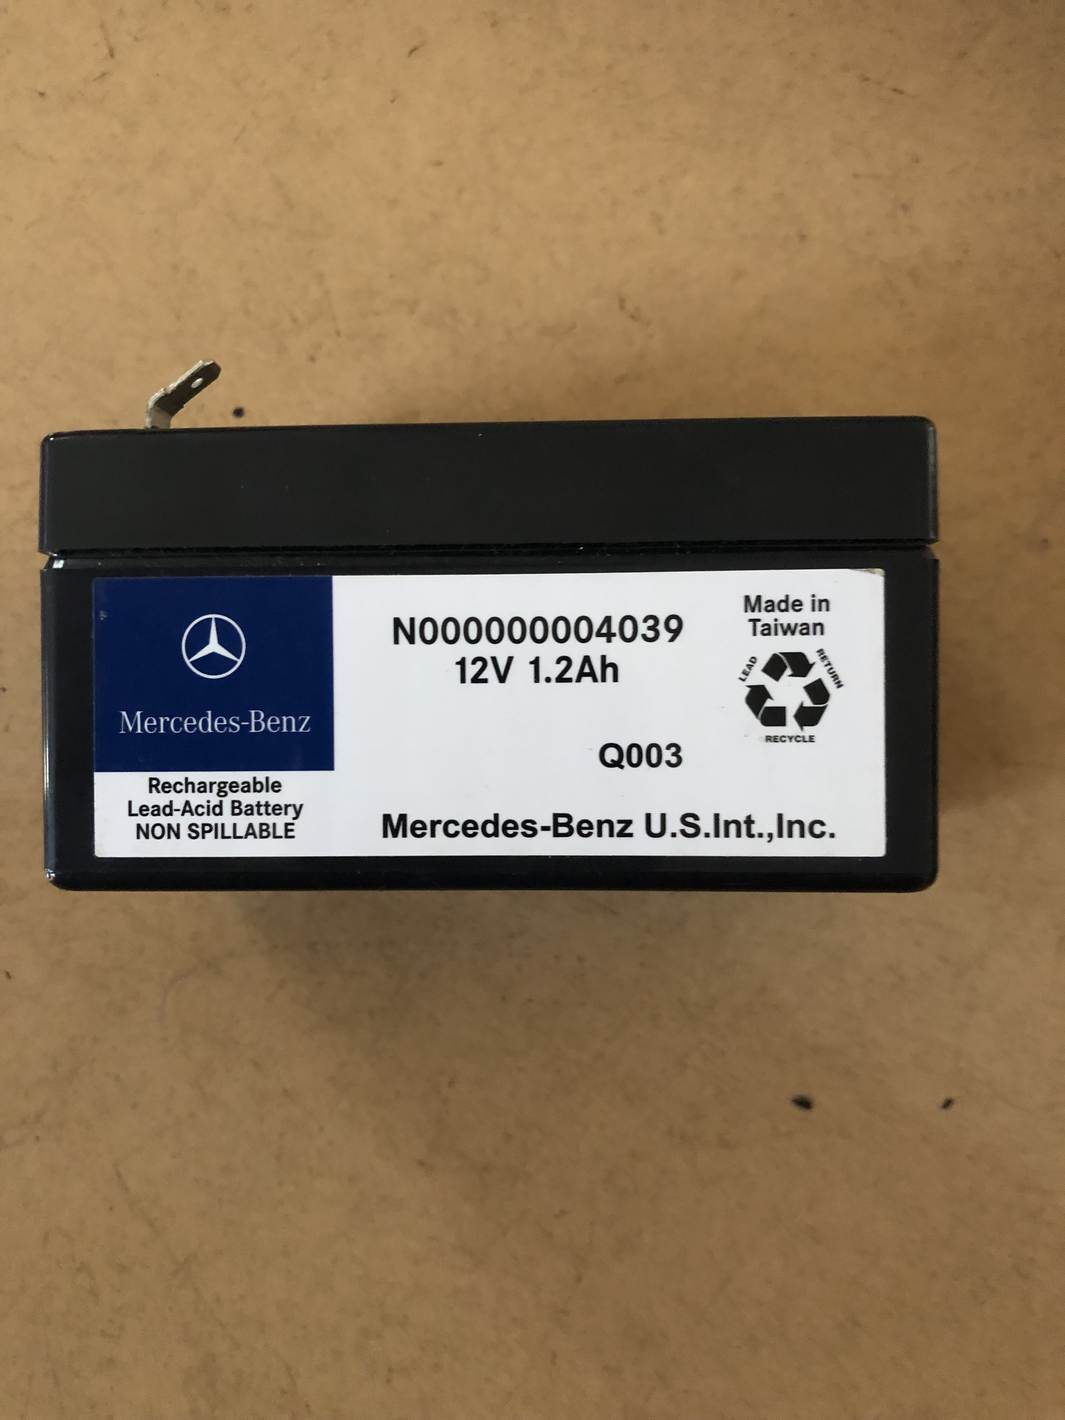 Mercedes-Benz
Rechargeable
Lead-Acid Battery
NON SPILLABLE
N000000004039
12V 1.2Ah
Q003
Mercedes-Benz U.S.Int.,Inc.
Made in
Taiwan
LEAD
RETURN
RECYCLE